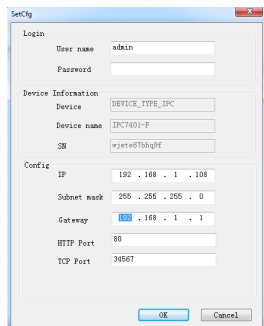 SetCfg
Login
User name admin
Password
Device Information
Device DEVICE_TYPE_IPC
Device name IPC7401-F
SN wjete67bhq9f
Config
IP 192 . 168 . 1 . 108
Subnet mask 255 . 255 . 255 . 0
Gateway 192 . 168 . 1 . 1
HTTP Port 80
TCP Port 34567
OK Cancel